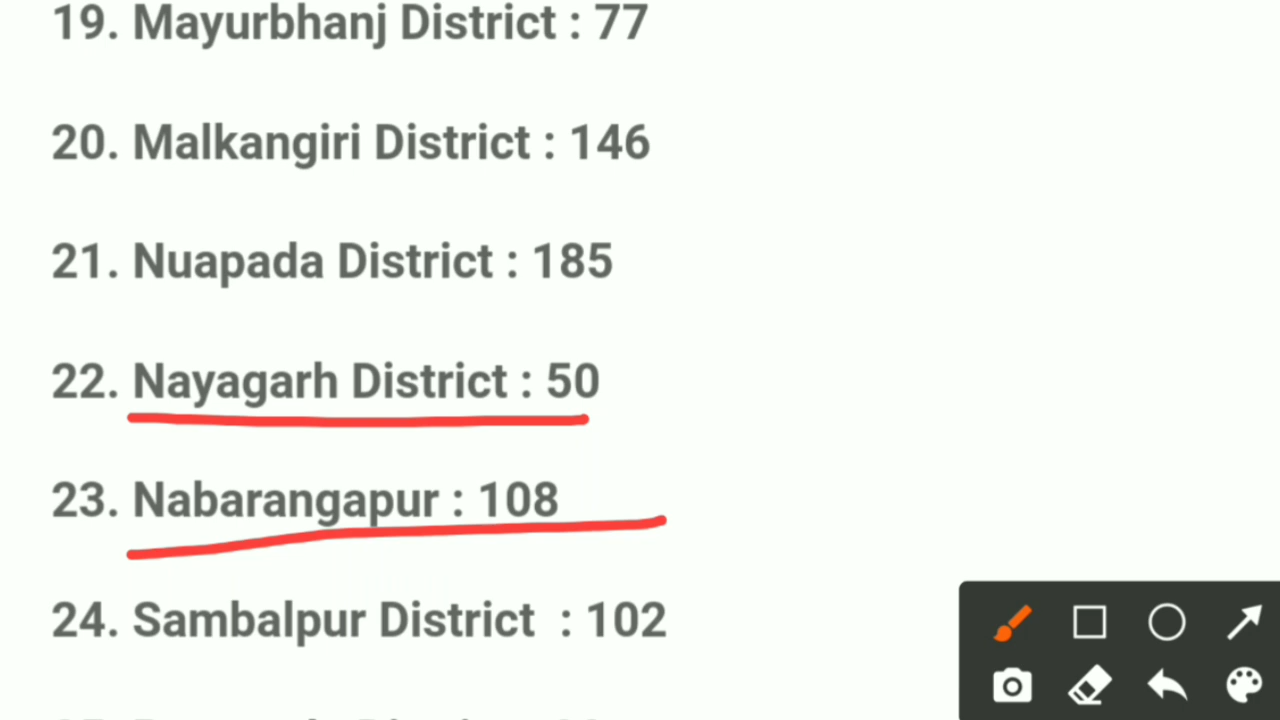 19. Mayurbhanj District : 77
20. Malkangiri District : 146
21. Nuapada District : 185
22. Nayagarh District : 50
23. Nabarangapur : 108
24. Sambalpur District : 102